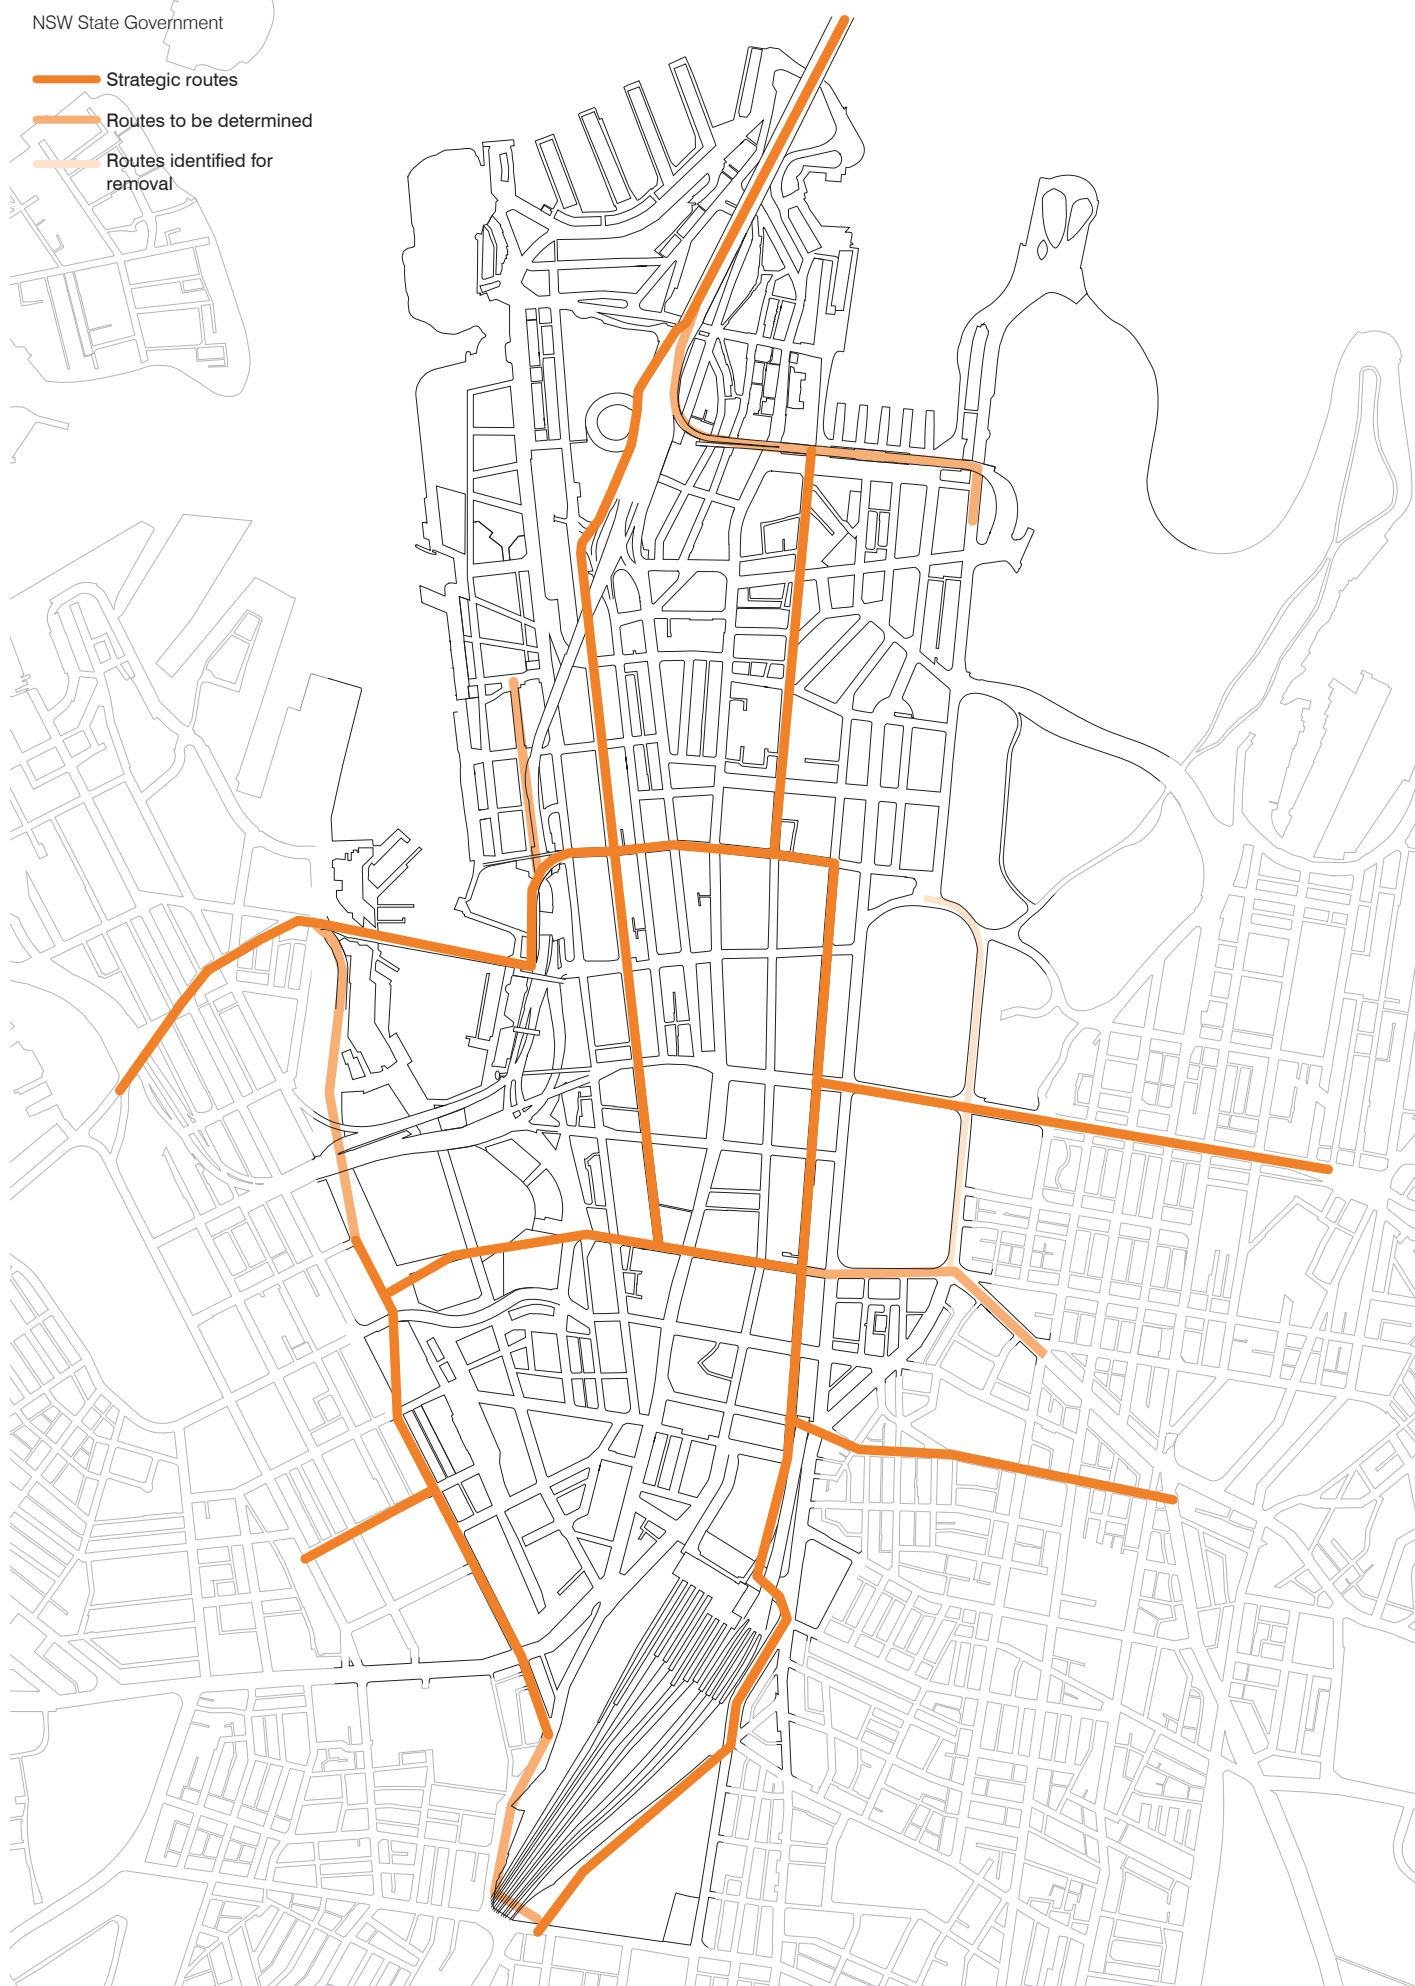 NSW State Government
Strategic routes
Routes to be determined
Routes identified for
removal